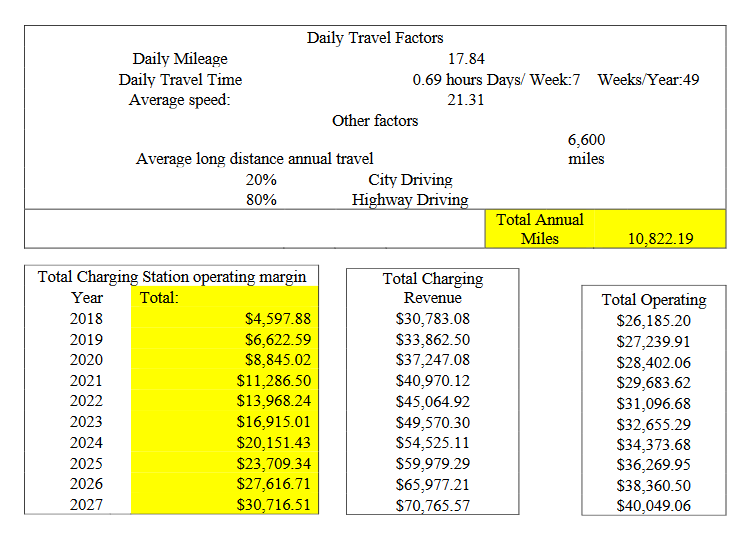 Daily Travel Factors
Daily Mileage 17.84
Daily Travel Time 0.69 hours Days/ Week:7 Weeks/Year:49
Average speed: 21.31
Other factors
Average long distance annual travel 6,600 miles
20% City Driving
80% Highway Driving
Total Annual Miles 10,822.19
Total Charging Station operating margin
Year Total:
2018 $4,597.88
2019 $6,622.59
2020 $8,845.02
2021 $11,286.50
2022 $13,968.24
2023 $16,915.01
2024 $20,151.43
2025 $23,709.34
2026 $27,616.71
2027 $30,716.51
Total Charging
Revenue
$30,783.08
$33,862.50
$37,247.08
$40,970.12
$45,064.92
$49,570.30
$54,525.11
$59,979.29
$65,977.21
$70,765.57
Total Operating
$26,185.20
$27,239.91
$28,402.06
$29,683.62
$31,096.68
$32,655.29
$34,373.68
$36,269.95
$38,360.50
$40,049.06